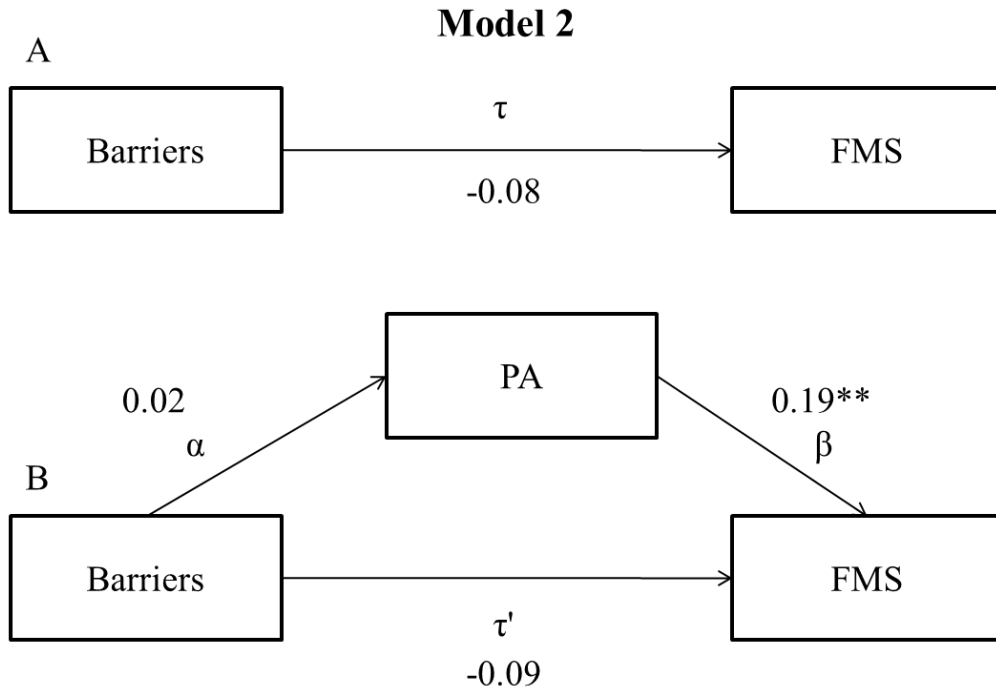 Model 2
A
Barriers
τ
-0.08
FMS
PA
0.02
α
0.19**
β
B
Barriers
τ'
-0.09
FMS